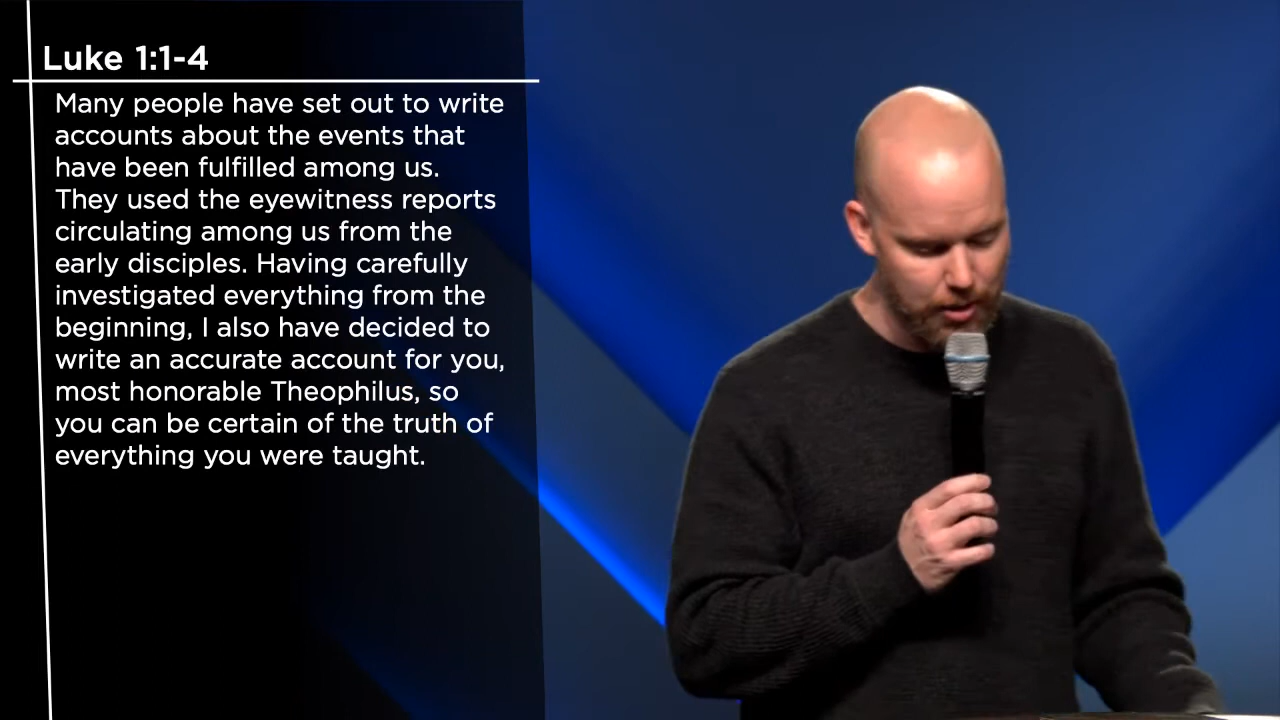 Luke 1:1-4
Many people have set out to write
accounts about the events that
have been fulfilled among us.
They used the eyewitness reports
circulating among us from the
early disciples. Having carefully
investigated everything from the
beginning, I also have decided to
write an accurate account for you,
most honorable Theophilus, so
you can be certain of the truth of
everything you were taught.